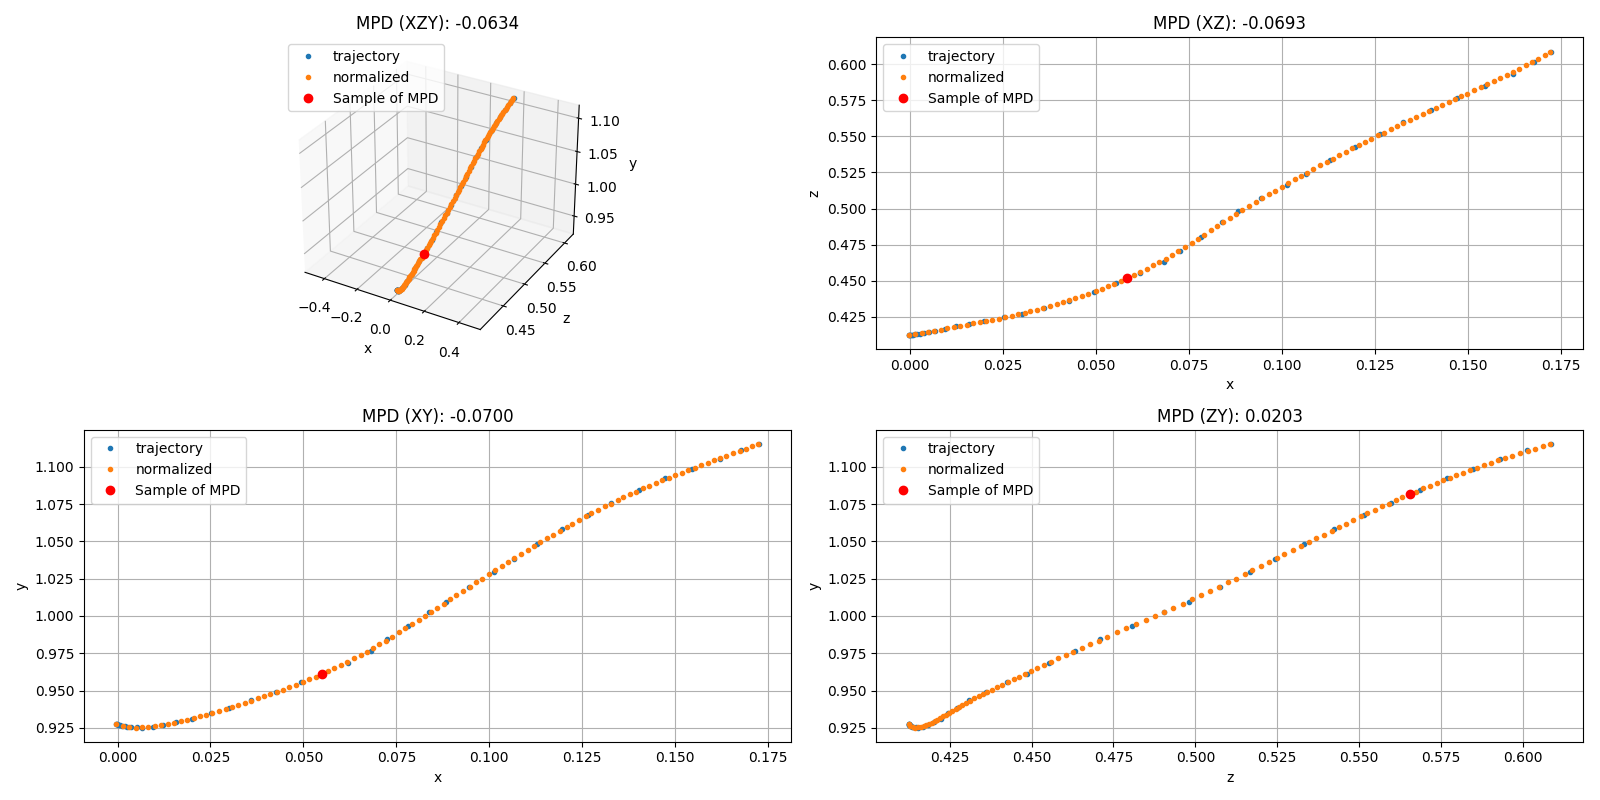 MPD (XZY): -0.0634
trajectory
normalized
Sample of MPD
1.10
1.05
1.00
0.95
y
0.60
0.55
0.50
0.45
z
−0.4
−0.2
0.0
0.2
0.4
x
MPD (XZ): -0.0693
trajectory
normalized
Sample of MPD
0.600
0.575
0.550
0.525
0.500
0.475
0.450
0.425
z
0.000 0.025 0.050 0.075 0.100 0.125 0.150 0.175
x
MPD (XY): -0.0700
trajectory
normalized
Sample of MPD
1.100
1.075
1.050
1.025
1.000
0.975
0.950
0.925
y
0.000 0.025 0.050 0.075 0.100 0.125 0.150 0.175
x
MPD (ZY): 0.0203
trajectory
normalized
Sample of MPD
1.100
1.075
1.050
1.025
1.000
0.975
0.950
0.925
y
0.425 0.450 0.475 0.500 0.525 0.550 0.575 0.600
z